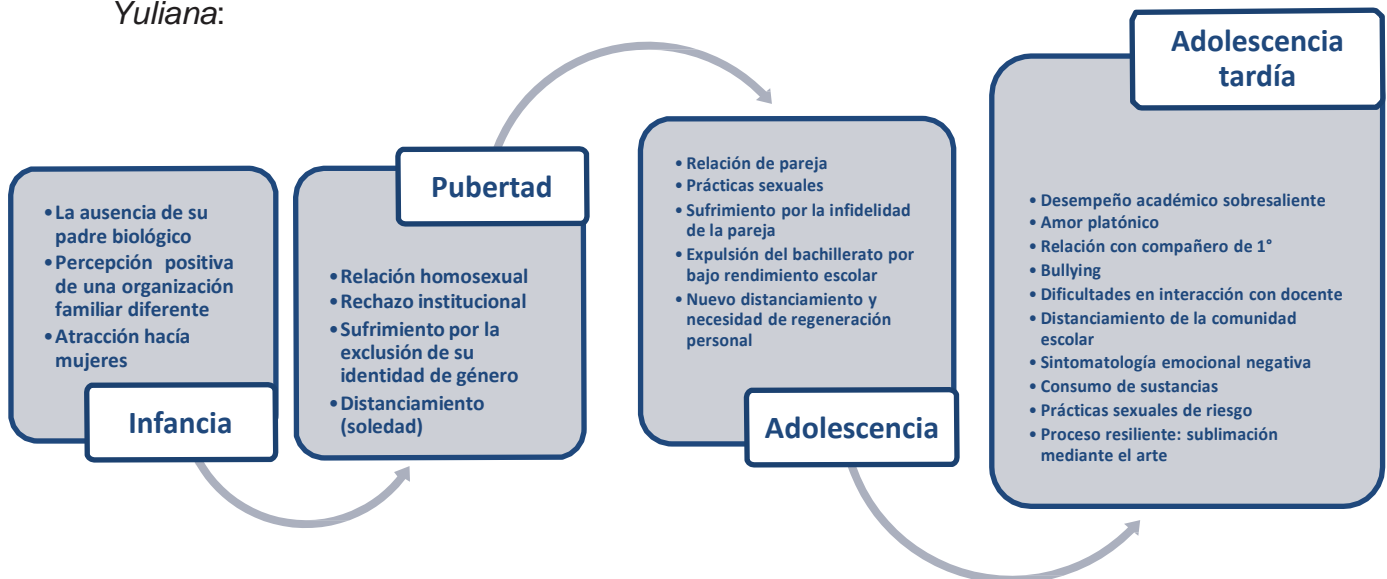 Yuliana:
Infancia
•La ausencia de su
padre biológico
•Percepción positiva
de una organización
familiar diferente
•Atracción hacía
mujeres
Pubertad
•Relación homosexual
•Rechazo institucional
•Sufrimiento por la
exclusión de su
identidad de género
•Distanciamiento
(soledad)
Adolescencia
•Relación de pareja
•Prácticas sexuales
•Sufrimiento por la infidelidad
de la pareja
•Expulsión del bachillerato por
bajo rendimiento escolar
•Nuevo distanciamiento y
necesidad de regeneración
personal
Adolescencia
tardía
•Desempeño académico sobresaliente
•Amor platónico
•Relación con compañero de 1°
•Bullying
•Dificultades en interacción con docente
•Distanciamiento de la comunidad
escolar
•Sintomatología emocional negativa
•Consumo de sustancias
•Prácticas sexuales de riesgo
•Proceso resiliente: sublimación
mediante el arte